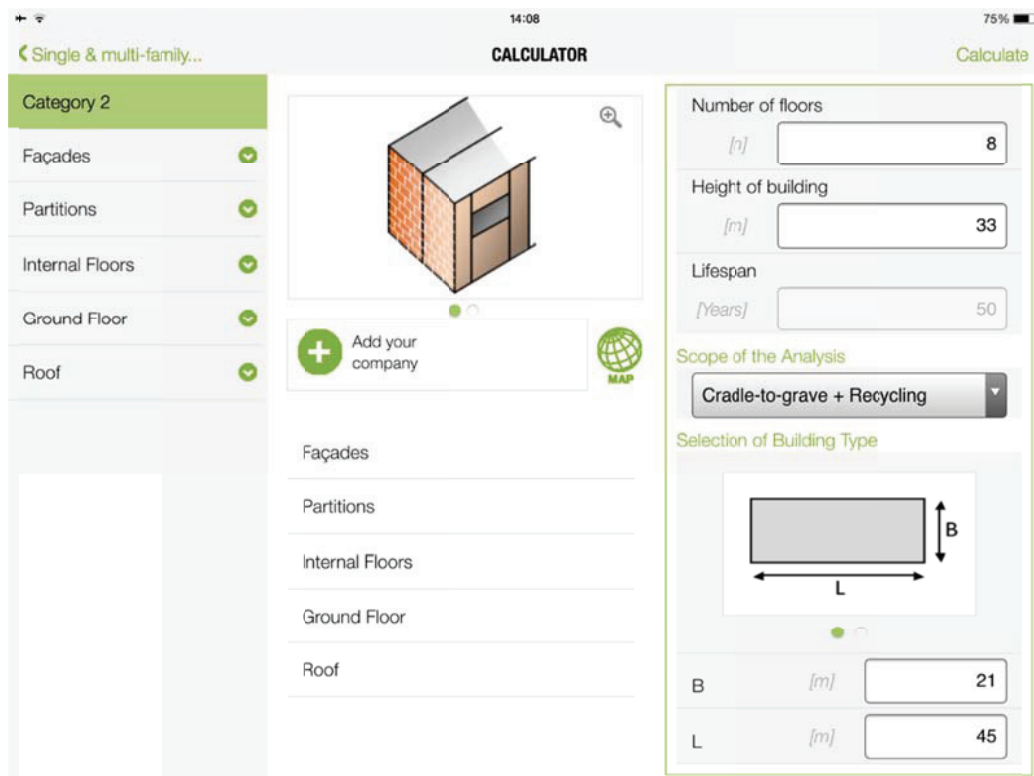 14:08
75%
Single & multi-family...
CALCULATOR
Calculate
Category 2
Façades
Partitions
Internal Floors
Ground Floor
Roof
Add your
company
MAP
Façades
Partitions
Internal Floors
Ground Floor
Roof
Number of floors
[n] 8
Height of building
[m] 33
Lifespan
[Years] 50
Scope of the Analysis
Cradle-to-grave + Recycling
Selection of Building Type
B
L
B [m] 21
L [m] 45